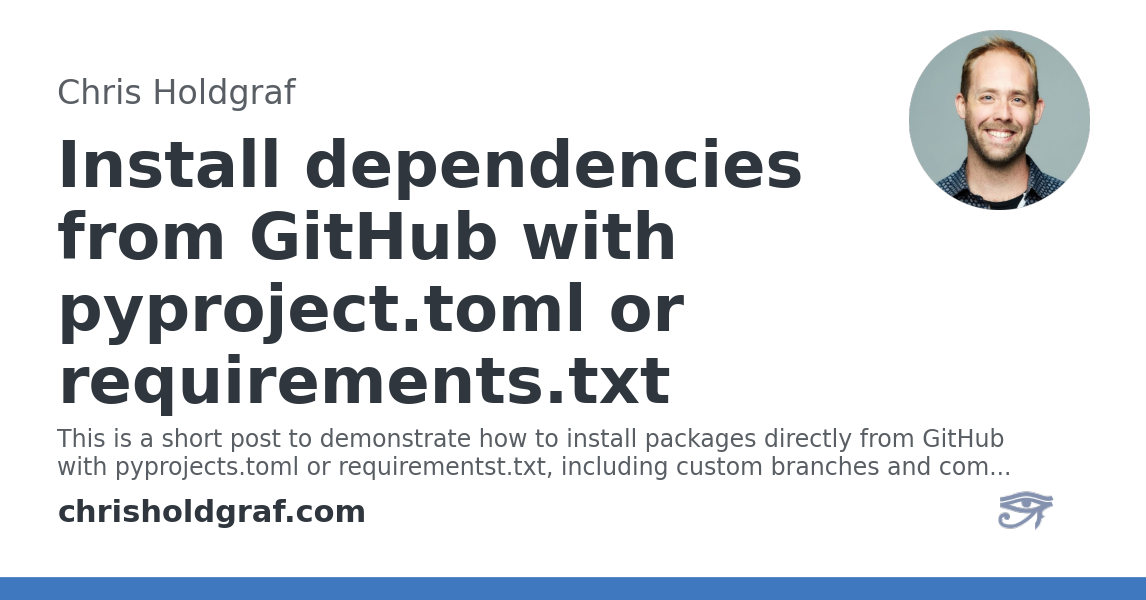 Chris Holdgraf
Install dependencies
from GitHub with
pyproject.toml or
requirements.txt
This is a short post to demonstrate how to install packages directly from GitHub
with pyprojects.toml or requirementst.txt, including custom branches and com...
chrisholdgraf.com